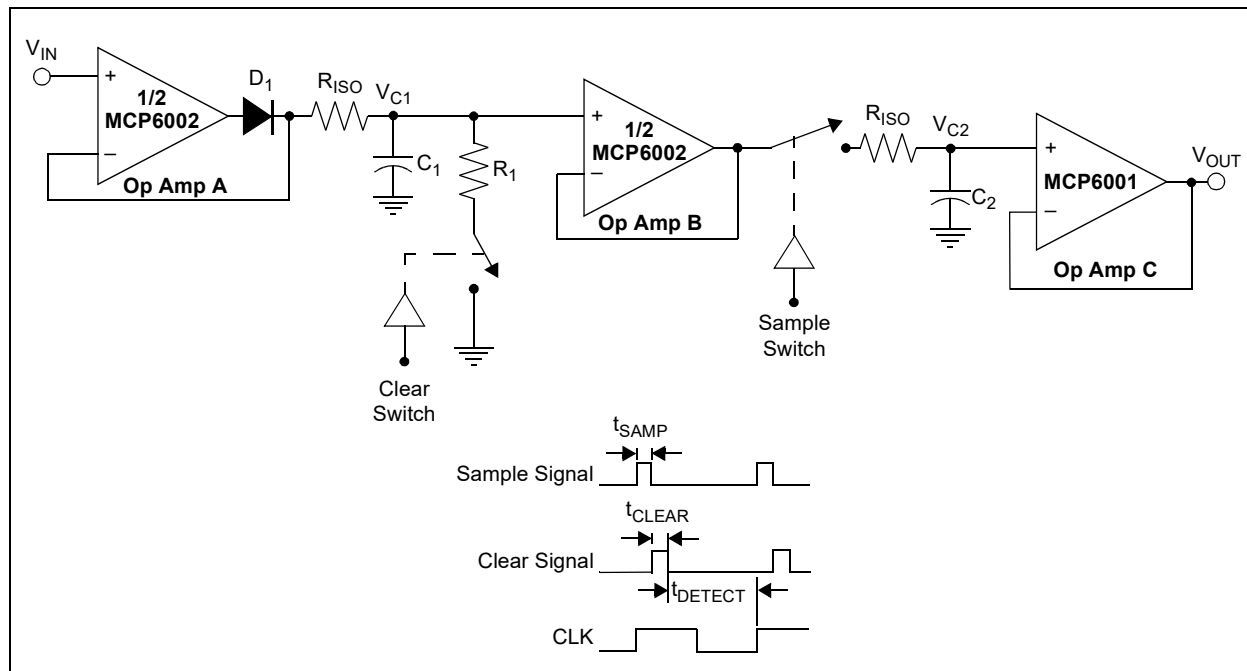 V_IN
+
1/2
MCP6002
−
Op Amp A
D_1
R_ISO
V_C1
C_1
R_1
Clear
Switch
+
1/2
MCP6002
−
Op Amp B
Sample
Switch
R_ISO
V_C2
C_2
+
MCP6001
−
Op Amp C
V_OUT
t_SAMP
Sample Signal
t_CLEAR
Clear Signal
t_DETECT
CLK